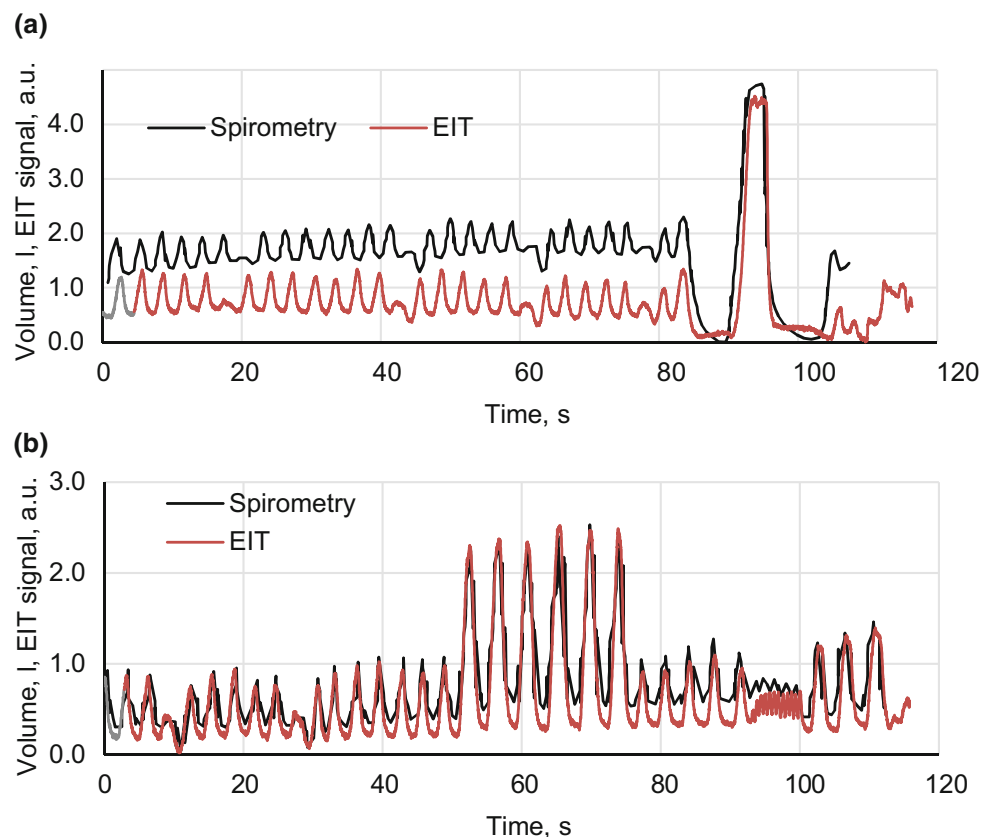 (a)
Volume, l, EIT signal, a.u.
4.0
3.0
2.0
1.0
0.0
Spirometry EIT
0 20 40 60 80 100 120
Time, s
(b)
Volume, l, EIT signal, a.u.
3.0
2.0
1.0
0.0
Spirometry
EIT
0 20 40 60 80 100 120
Time, s